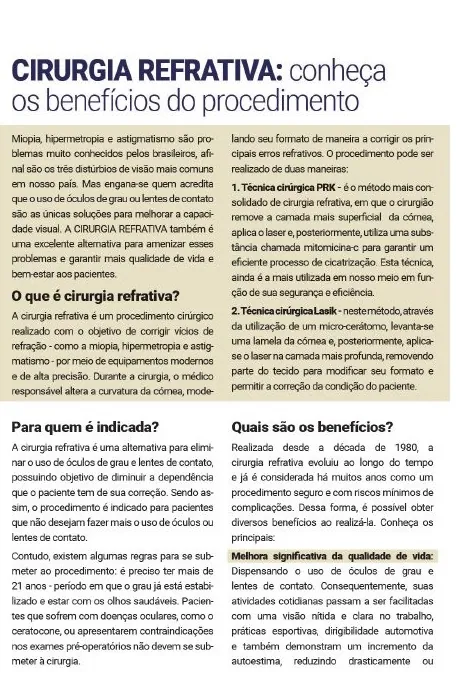 CIRURGIA REFRATIVA: conheça
os benefícios do procedimento
Miopia, hipermetropia e astigmatismo são pro-
blemas muito conhecidos pelos brasileiros, afi-
nal são os três distúrbios de visão mais comuns
em nosso país. Mas engana-se quem acredita
que o uso de óculos de grau ou lentes de contato
são as únicas soluções para melhorar a capaci-
dade visual. A CIRURGIA REFRATIVA também é
uma excelente alternativa para amenizar esses
problemas e garantir mais qualidade de vida e
bem-estar aos pacientes.
O que é cirurgia refrativa?
A cirurgia refrativa é um procedimento cirúrgico
realizado com o objetivo de corrigir vícios de
refração - como a miopia, hipermetropia e astig-
matismo - por meio de equipamentos modernos
e de alta precisão. Durante a cirurgia, o médico
responsável altera a curvatura da córnea, mode-
lando seu formato de maneira a corrigir os prin-
cipais erros refrativos. O procedimento pode ser
realizado de duas maneiras:
1. Técnica cirúrgica PRK - é o método mais con-
solidado de cirurgia refrativa, em que o cirurgião
remove a camada mais superficial da córnea,
aplica o laser e, posteriormente, utiliza uma subs-
tância chamada mitomicina-c para garantir um
eficiente processo de cicatrização. Esta técnica,
ainda é a mais utilizada em nosso meio em fun-
ção de sua segurança e eficiência.
2. Técnica cirúrgica Lasik - neste método, através
da utilização de um micro-cerátomo, levanta-se
uma lamela da córnea e, posteriormente, aplica-
se o laser na camada mais profunda, removendo
parte do tecido para modificar seu formato e
permitir a correção da condição do paciente.
Para quem é indicada?
A cirurgia refrativa é uma alternativa para elimi-
nar o uso de óculos de grau e lentes de contato,
possuindo objetivo de diminuir a dependência
que o paciente tem de sua correção. Sendo as-
sim, o procedimento é indicado para pacientes
que não desejam fazer mais o uso de óculos ou
lentes de contato.
Contudo, existem algumas regras para se sub-
meter ao procedimento: é preciso ter mais de
21 anos - período em que o grau já está estabi-
lizado e estar com os olhos saudáveis. Pacien-
tes que sofrem com doenças oculares, como o
ceratocone, ou apresentarem contraindicações
nos exames pré-operatórios não devem se sub-
meter à cirurgia.
Quais são os benefícios?
Realizada desde a década de 1980, a
cirurgia refrativa evoluiu ao longo do tempo
e já é considerada há muitos anos como um
procedimento seguro e com riscos mínimos de
complicações. Dessa forma, é possível obter
diversos benefícios ao realizá-la. Conheça os
principais:
Melhora significativa da qualidade de vida:
Dispensando o uso de óculos de grau e
lentes de contato. Consequentemente, suas
atividades cotidianas passam a ser facilitadas
com uma visão nítida e clara no trabalho,
práticas esportivas, dirigibilidade automotiva
e também demonstram um incremento da
autoestima, reduzindo drasticamente ou